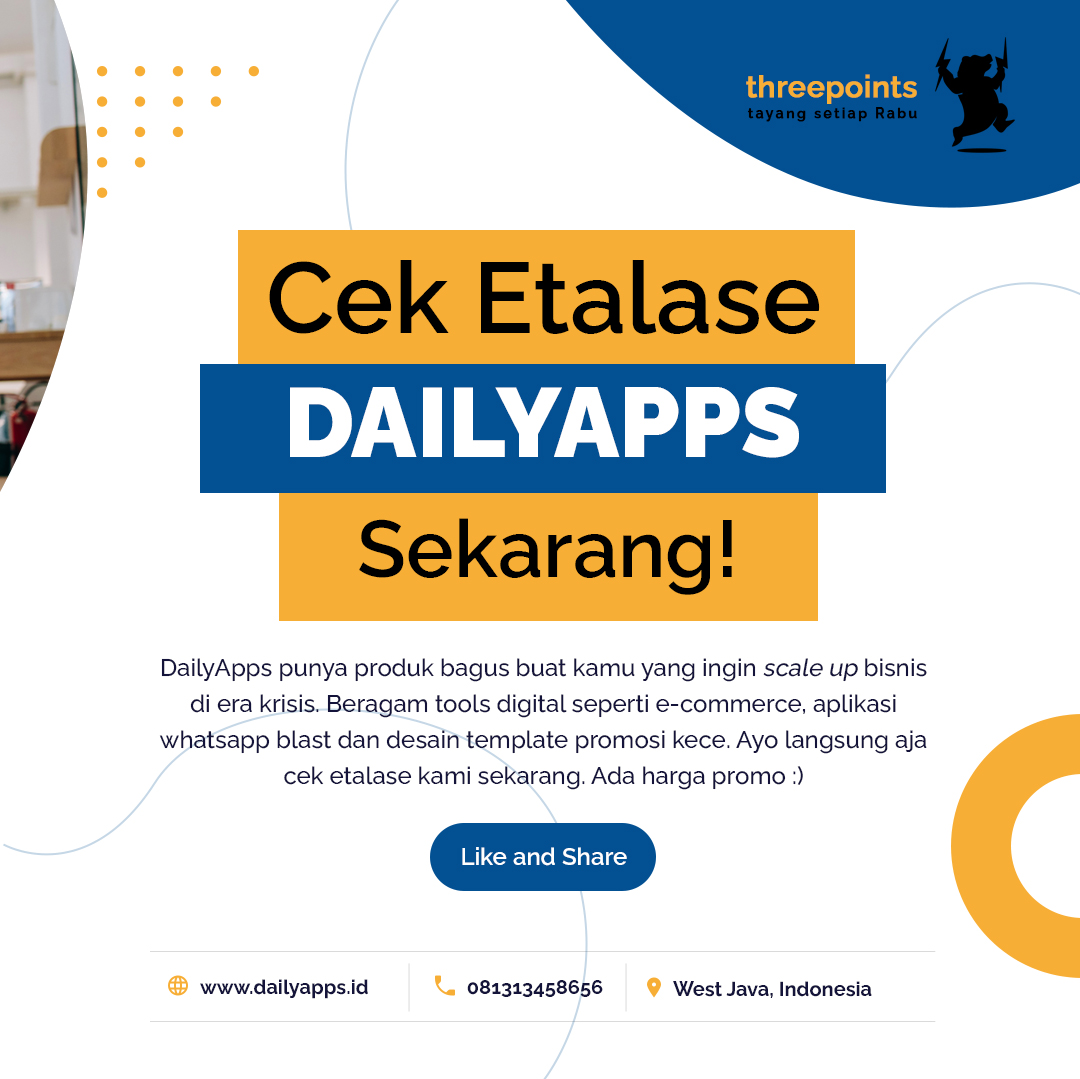 threepoints
tayang setiap Rabu
Cek Etalase
DAILYAPPS
Sekarang!
DailyApps punya produk bagus buat kamu yang ingin scale up bisnis
di era krisis. Beragam tools digital seperti e-commerce, aplikasi
whatsapp blast dan desain template promosi kece. Ayo langsung aja
cek etalase kami sekarang. Ada harga promo :)
Like and Share
www.dailyapps.id
081313458656
West Java, Indonesia